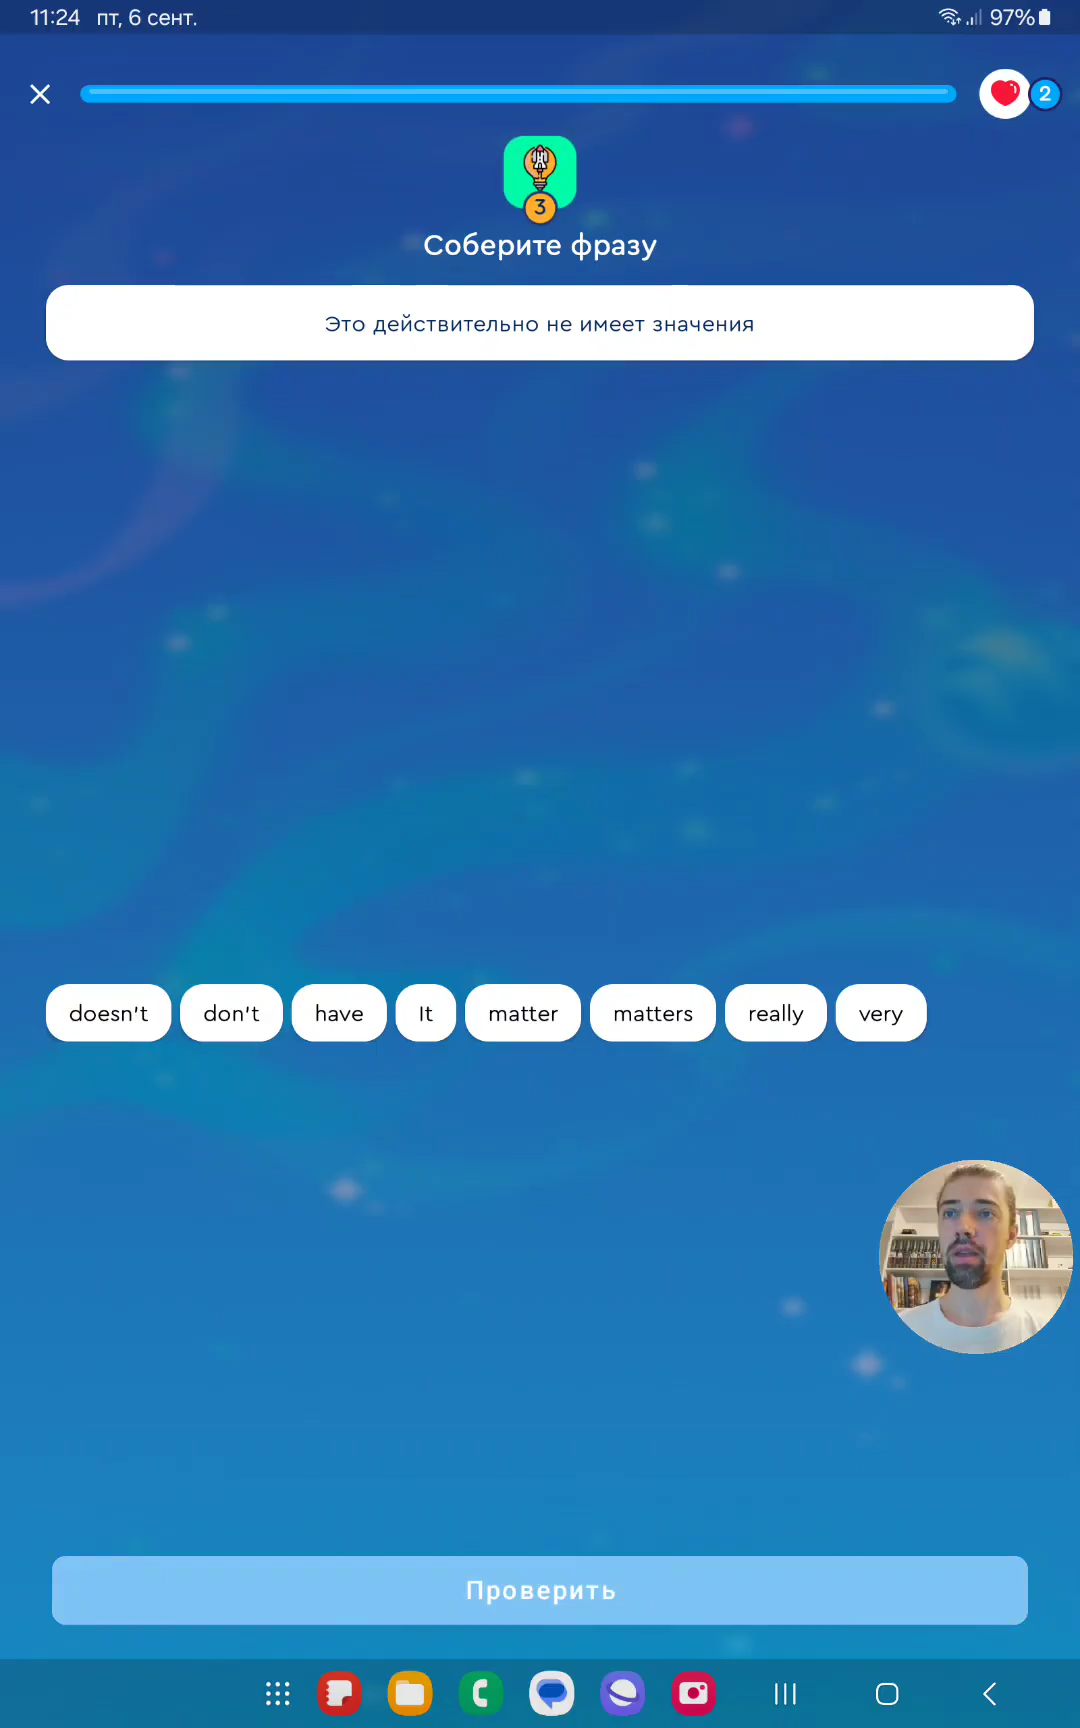 11:24 пт, 6 сент. 97%
2
3
Соберите фразу
Это действительно не имеет значения
doesn't don't have It matter matters really very
Проверить